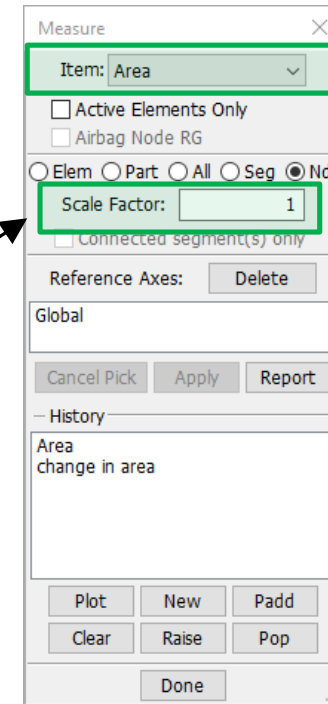 Measure
Item: Area
Active Elements Only
Airbag Node RG
Elem Part All Seg No
Scale Factor: 1
Connected segment(s) only
Reference Axes: Delete
Global
Cancel Pick Apply Report
History
Area
change in area
Plot New Padd
Clear Raise Pop
Done